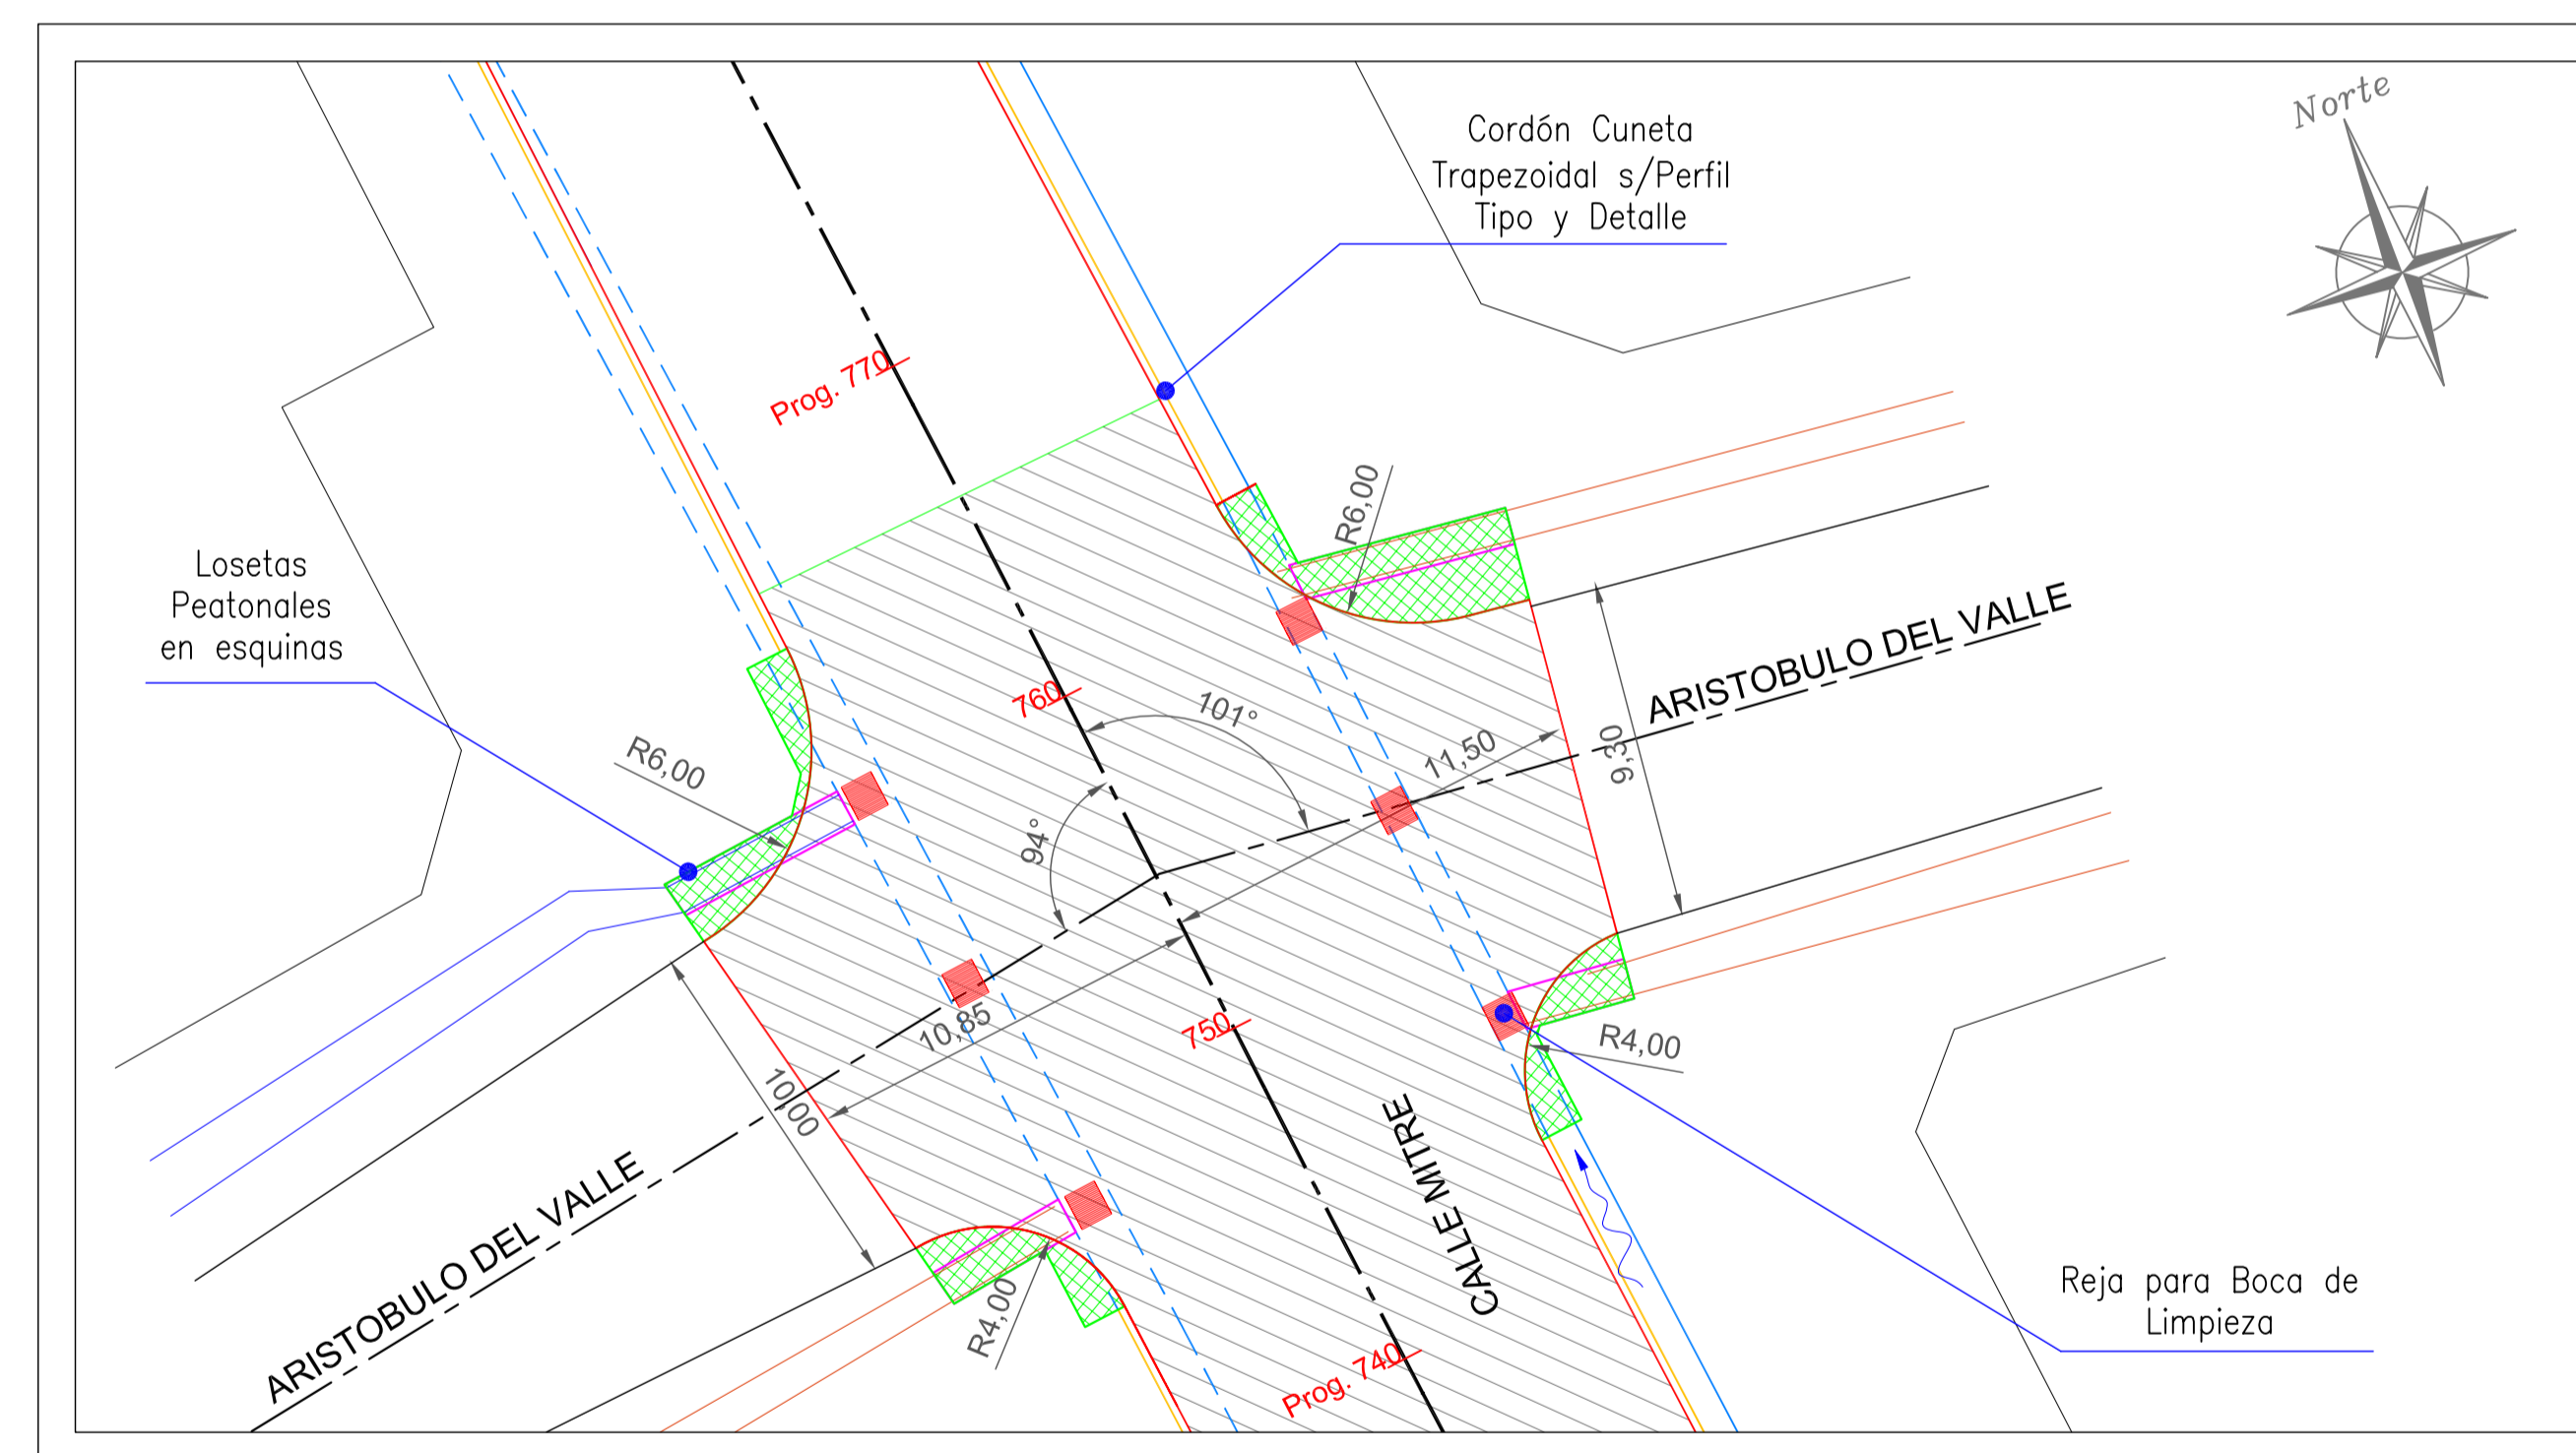 Norte
Cordón Cuneta
Trapezoidal s/Perfil
Tipo y Detalle
Prog. 770
R6,00
Losetas
Peatonales
en esquinas
ARISTOBULO DEL VALLE
760
101°
R6,00
11,50
9,30
94°
10,85
750
R4,00
10,00
CALLE MITRE
ARISTOBULO DEL VALLE
R4,00
Reja para Boca de
Limpieza
Prog. 740